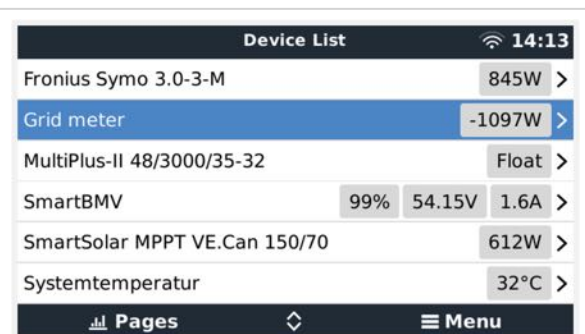 Device List 14:13
Fronius Symo 3.0-3-M 845W
Grid meter -1097W
MultiPlus-II 48/3000/35-32 Float
SmartBMV 99% 54.15V 1.6A
SmartSolar MPPT VE.Can 150/70 612W
Systemtemperatur 32°C
Pages Menu